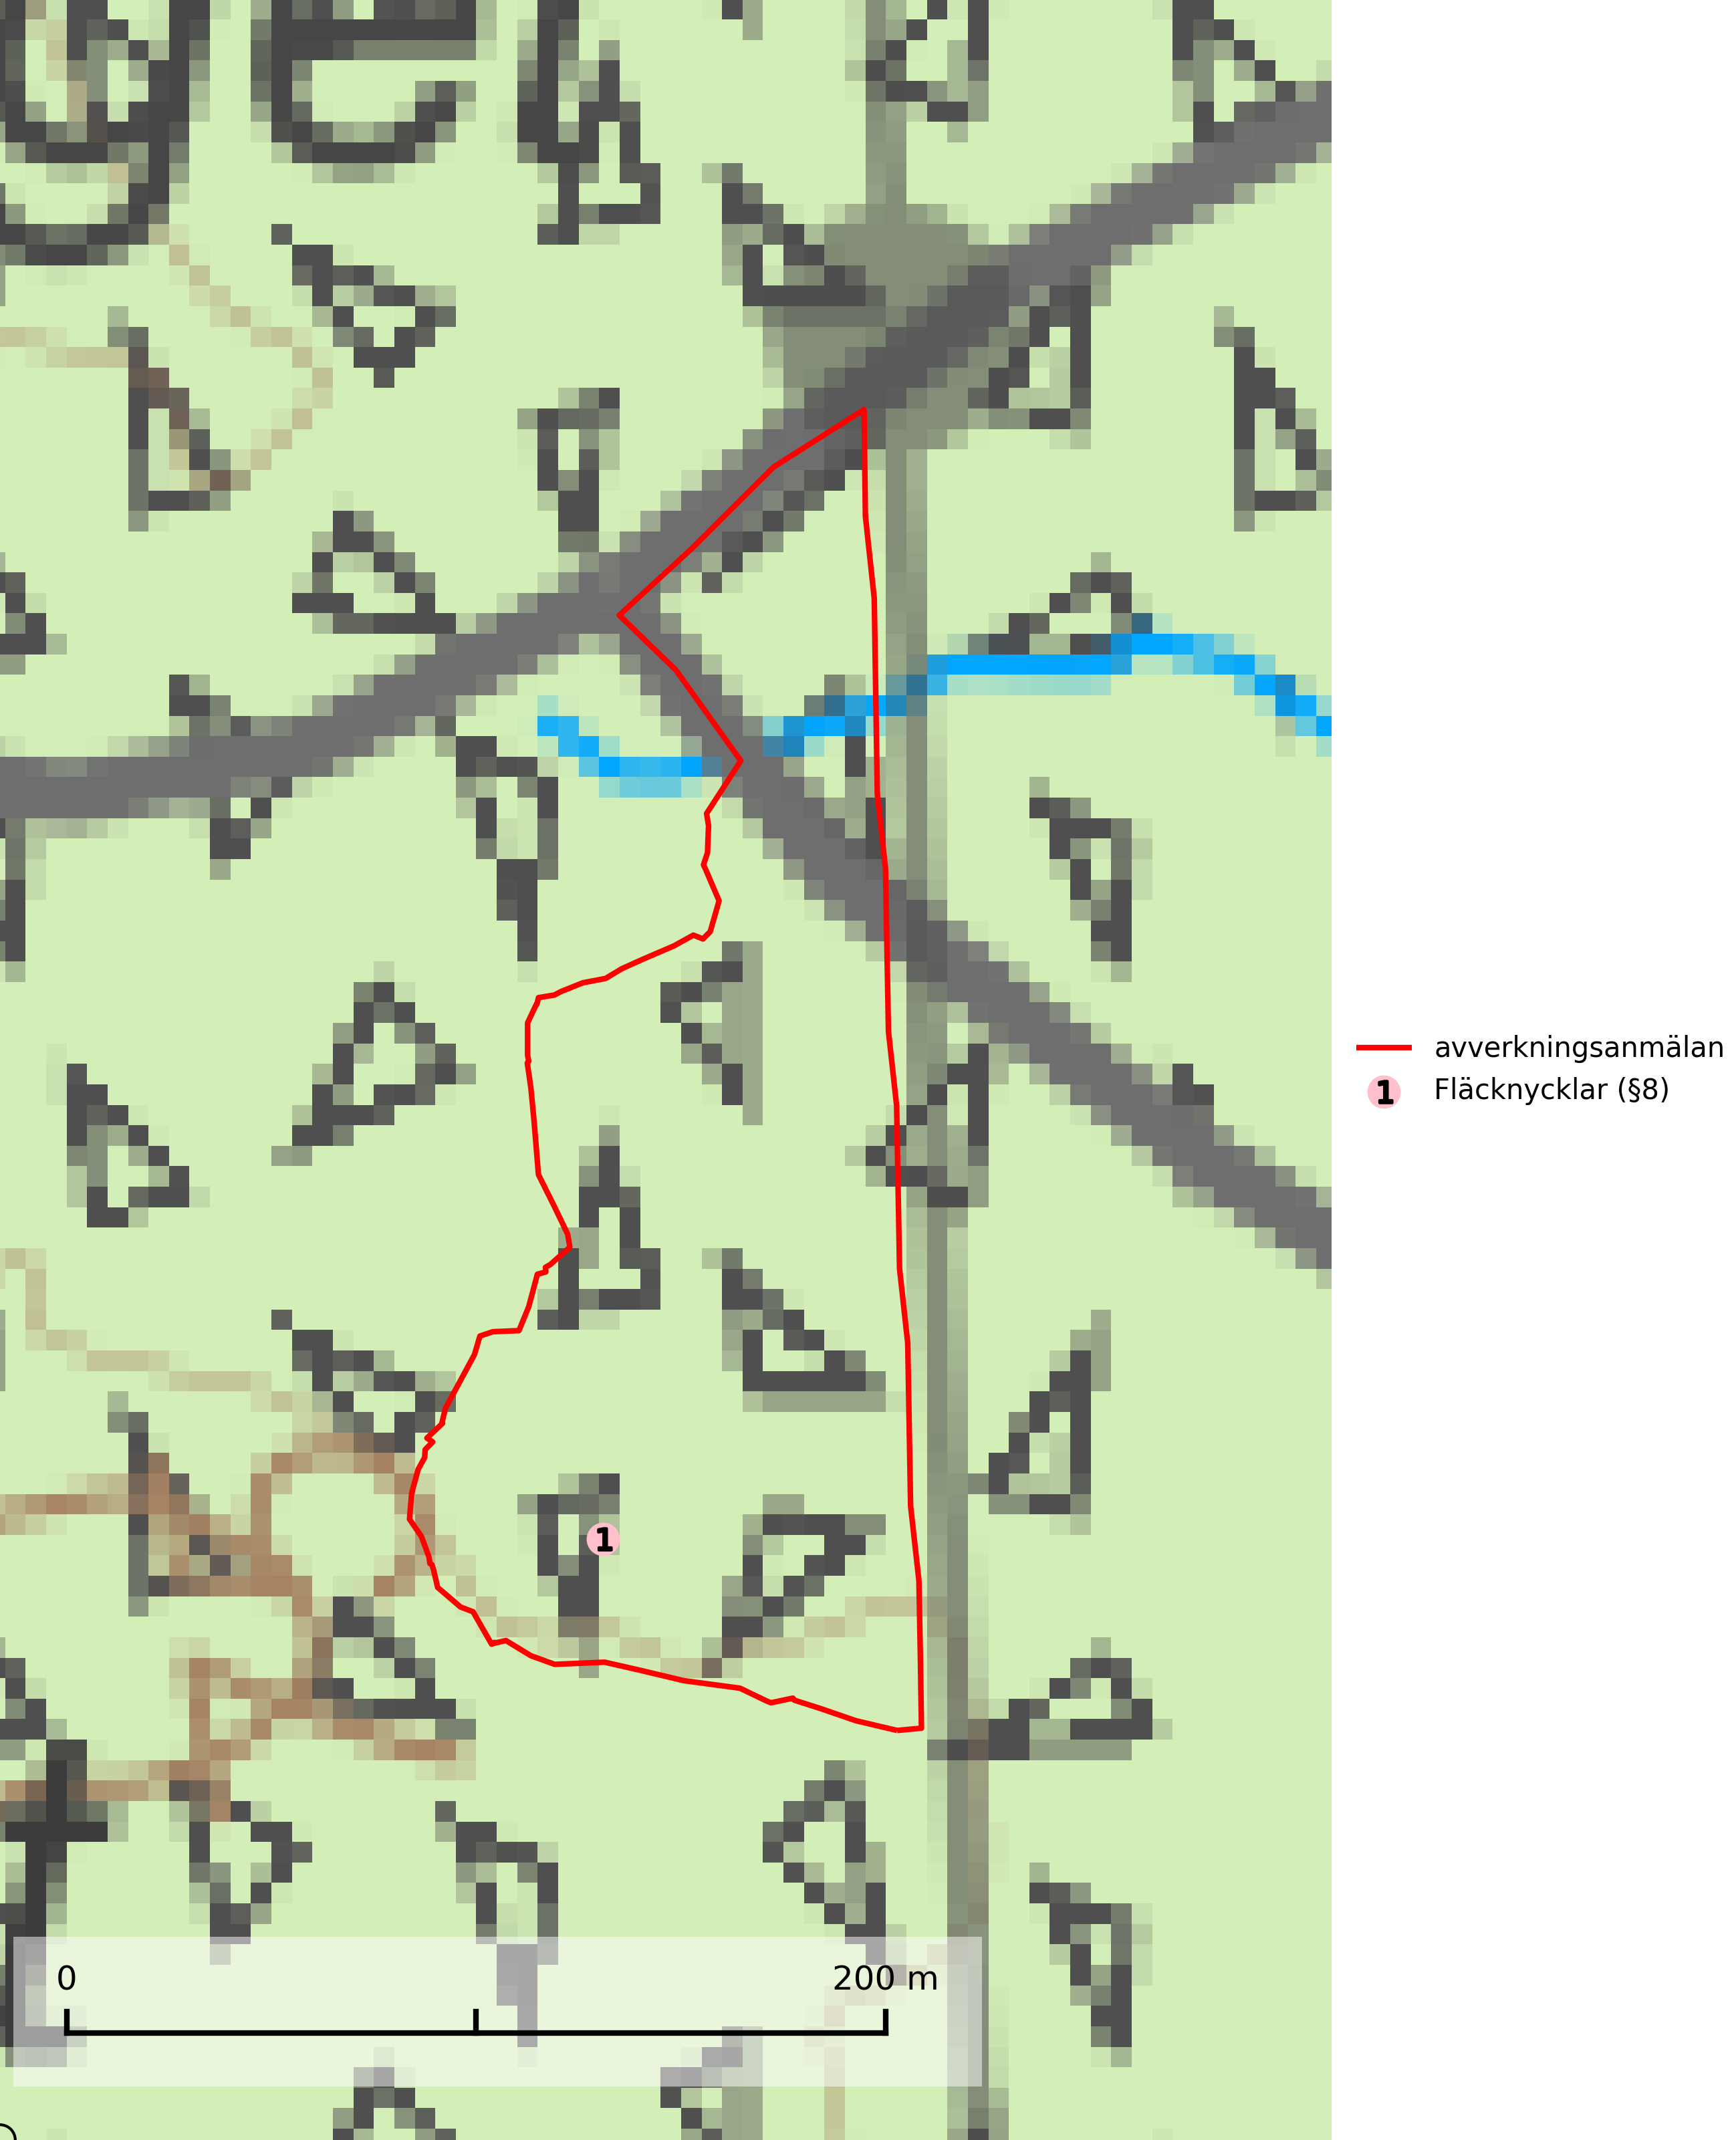 avverkningsanmälan
1 Fläcknycklar (§8)
1
0 200 m